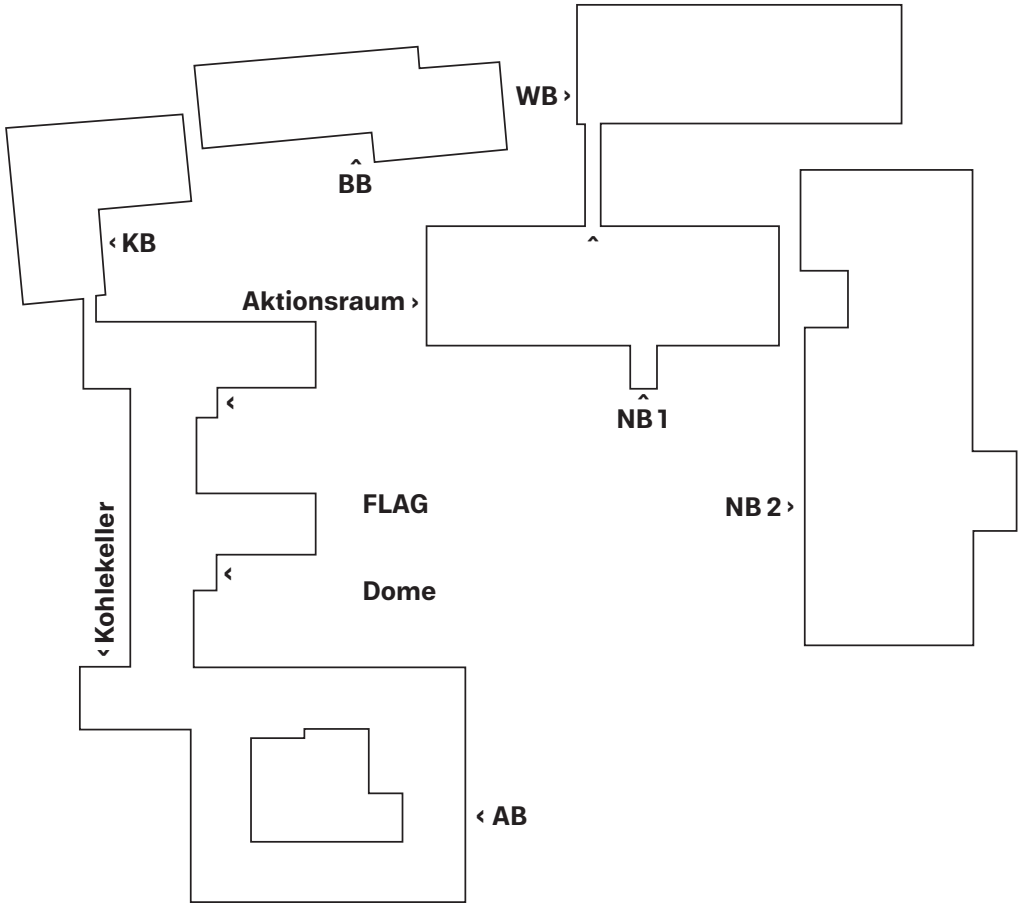 WB ›
^
BB
‹ KB
^
Aktionsraum ›
‹
^
NB 1
FLAG
NB 2 ›
‹ Kohlekeller
‹
Dome
‹ AB